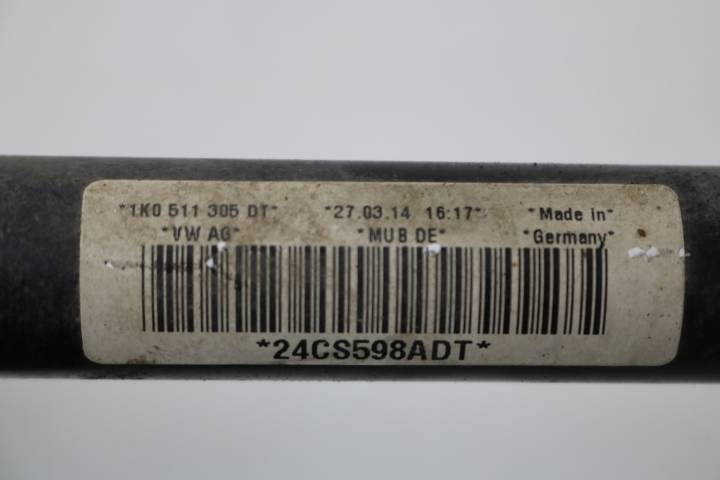 *1K0 511 305 DT* *27.03.14 16:17* *Made in*
*VW AG* *MUB DE* *Germany*
*24CS598ADT*